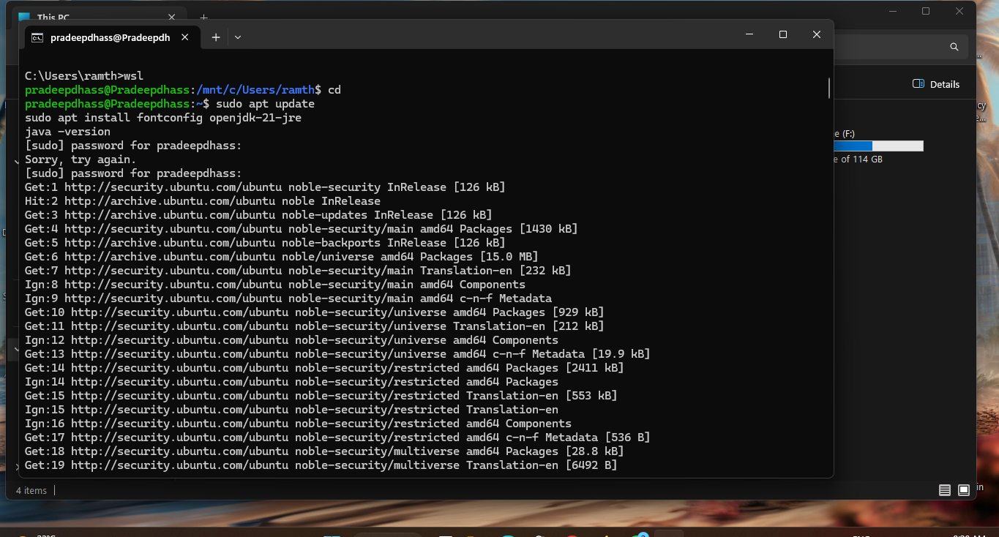 This PC
pradeepdhass@Pradeepdh
C:\Users\ramth>wsl
pradeepdhass@Pradeepdhass:/mnt/c/Users/ramth$ cd
pradeepdhass@Pradeepdhass:~$ sudo apt update
sudo apt install fontconfig openjdk-21-jre
java -version
[sudo] password for pradeepdhass:
Sorry, try again.
[sudo] password for pradeepdhass:
Get:1 http://security.ubuntu.com/ubuntu noble-security InRelease [126 kB]
Hit:2 http://archive.ubuntu.com/ubuntu noble InRelease
Get:3 http://archive.ubuntu.com/ubuntu noble-updates InRelease [126 kB]
Get:4 http://security.ubuntu.com/ubuntu noble-security/main amd64 Packages [1430 kB]
Get:5 http://archive.ubuntu.com/ubuntu noble-backports InRelease [126 kB]
Get:6 http://archive.ubuntu.com/ubuntu noble/universe amd64 Packages [15.0 MB]
Get:7 http://security.ubuntu.com/ubuntu noble-security/main Translation-en [232 kB]
Ign:8 http://security.ubuntu.com/ubuntu noble-security/main amd64 Components
Ign:9 http://security.ubuntu.com/ubuntu noble-security/main amd64 c-n-f Metadata
Get:10 http://security.ubuntu.com/ubuntu noble-security/universe amd64 Packages [929 kB]
Get:11 http://security.ubuntu.com/ubuntu noble-security/universe Translation-en [212 kB]
Ign:12 http://security.ubuntu.com/ubuntu noble-security/universe amd64 Components
Get:13 http://security.ubuntu.com/ubuntu noble-security/universe amd64 c-n-f Metadata [19.9 kB]
Get:14 http://security.ubuntu.com/ubuntu noble-security/restricted amd64 Packages [2411 kB]
Ign:14 http://security.ubuntu.com/ubuntu noble-security/restricted amd64 Packages
Get:15 http://security.ubuntu.com/ubuntu noble-security/restricted Translation-en [553 kB]
Ign:15 http://security.ubuntu.com/ubuntu noble-security/restricted Translation-en
Ign:16 http://security.ubuntu.com/ubuntu noble-security/restricted amd64 Components
Get:17 http://security.ubuntu.com/ubuntu noble-security/restricted amd64 c-n-f Metadata [536 B]
Get:18 http://security.ubuntu.com/ubuntu noble-security/multiverse amd64 Packages [28.8 kB]
Get:19 http://security.ubuntu.com/ubuntu noble-security/multiverse Translation-en [6492 B]
Details
e (F:)
e of 114 GB
4 items